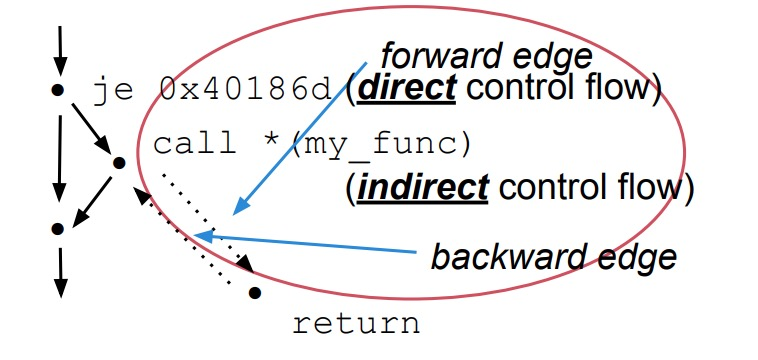 forward edge
je 0x40186d (direct control flow)
call *(my_func)
(indirect control flow)
backward edge
return